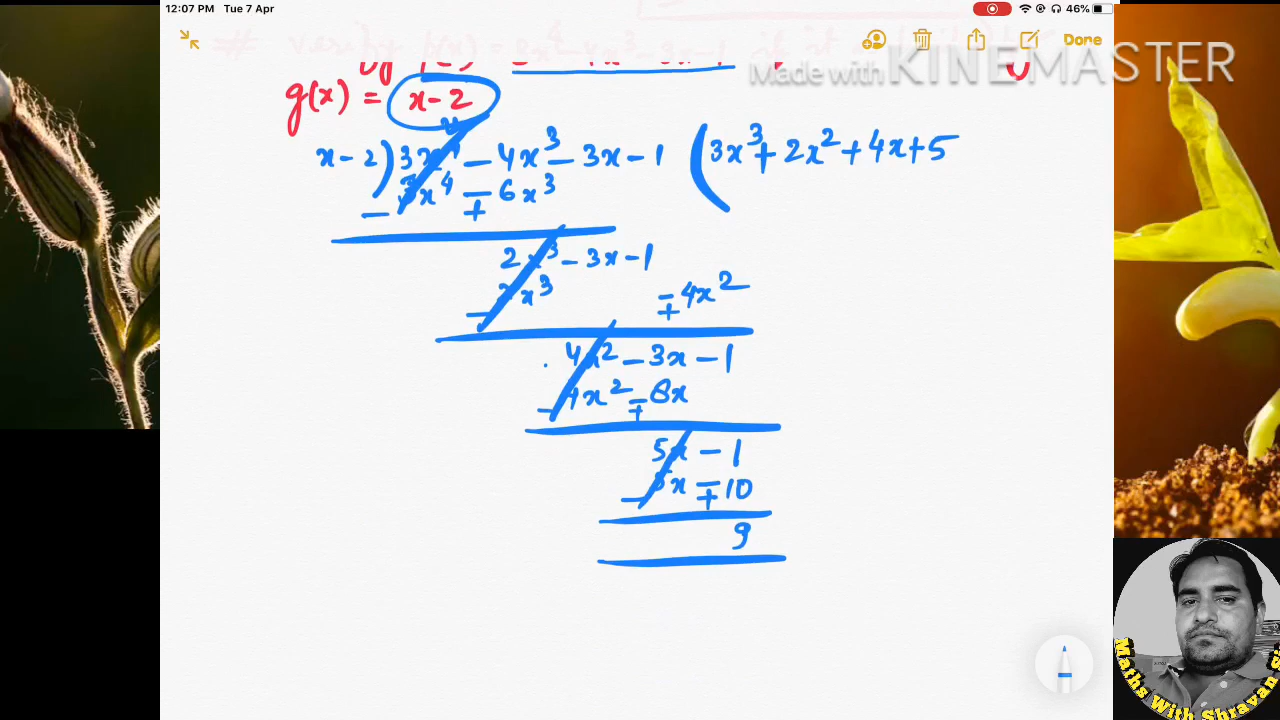 12:07 PM Tue 7 Apr
46%
Done
Made with KINEMASTER
g(x) = x-2
x-2) 3x⁴ - 4x³ - 3x - 1 ( 3x³ + 2x² + 4x + 5
3x⁴ - 6x³
- +
2x³ - 3x - 1
2x³ - 4x²
- +
4x² - 3x - 1
4x² - 8x
- +
5x - 1
5x - 10
- +
9
Maths With Shravan Si